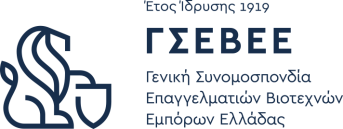 Έτος Ίδρυσης 1919
ΓΣΕΒΕΕ
Γενική Συνομοσπονδία
Επαγγελματιών Βιοτεχνών
Εμπόρων Ελλάδας